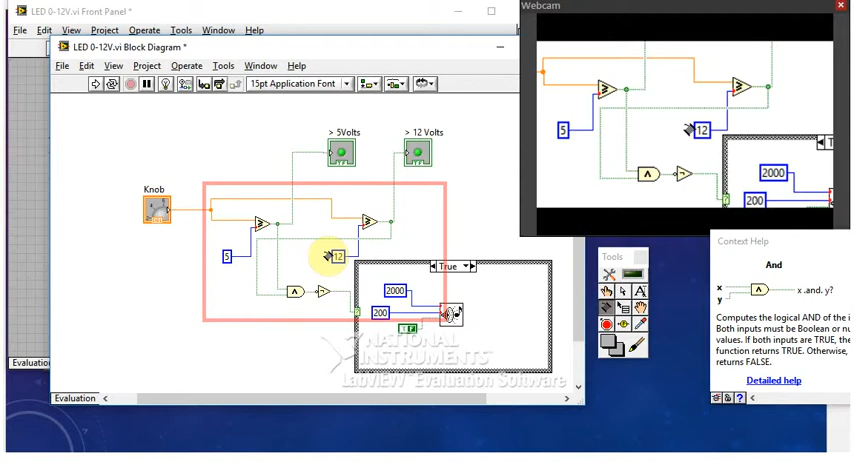 LED 0-12V.vi Front Panel *
File Edit View Project Operate Tools Window Help
LED 0-12V.vi Block Diagram *
File Edit View Project Operate Tools Window Help
15pt Application Font
> 5Volts
> 12 Volts
Knob
5
12
True
2000
200
T F
NATIONAL
INSTRUMENTS
LabVIEW Evaluation Software
Evaluation
Evaluation
Webcam
5
12
2000
200
Tools
Context Help
And
x
y
x .and. y?
Computes the logical AND of the i
Both inputs must be Boolean or nu
values. If both inputs are TRUE, the
function returns TRUE. Otherwise,
returns FALSE.
Detailed help